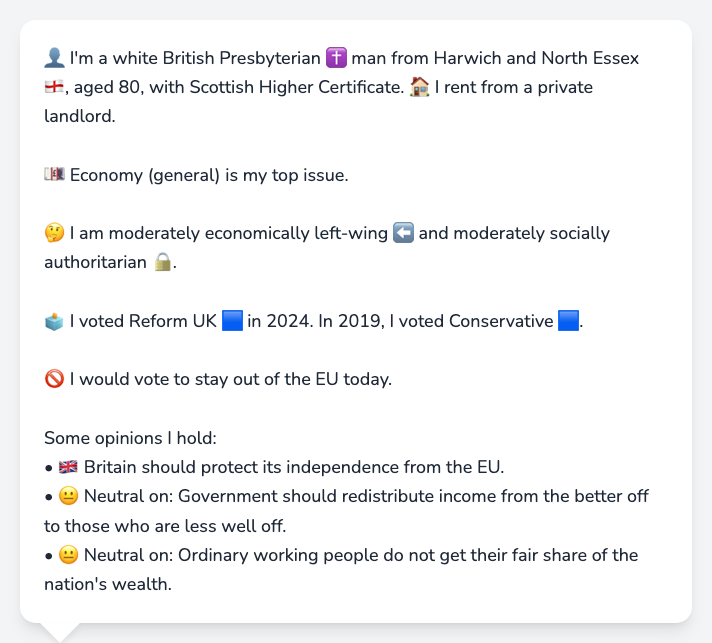 👤 I'm a white British Presbyterian ✝️ man from Harwich and North Essex
🏴󠁧󠁢󠁥󠁮󠁧󠁿, aged 80, with Scottish Higher Certificate. 🏠 I rent from a private
landlord.
💷 Economy (general) is my top issue.
🤔 I am moderately economically left-wing ⬅️ and moderately socially
authoritarian 🔒.
🗳️ I voted Reform UK 🟦 in 2024. In 2019, I voted Conservative 🟦.
🚫 I would vote to stay out of the EU today.
Some opinions I hold:
• 🇬🇧 Britain should protect its independence from the EU.
• 😐 Neutral on: Government should redistribute income from the better off
to those who are less well off.
• 😐 Neutral on: Ordinary working people do not get their fair share of the
nation's wealth.